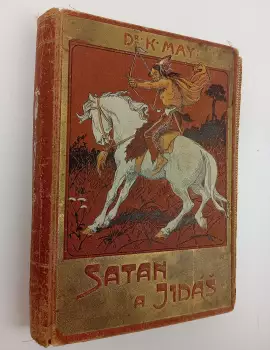 DR. K. MAY
SATAN
A JIDÁŠ